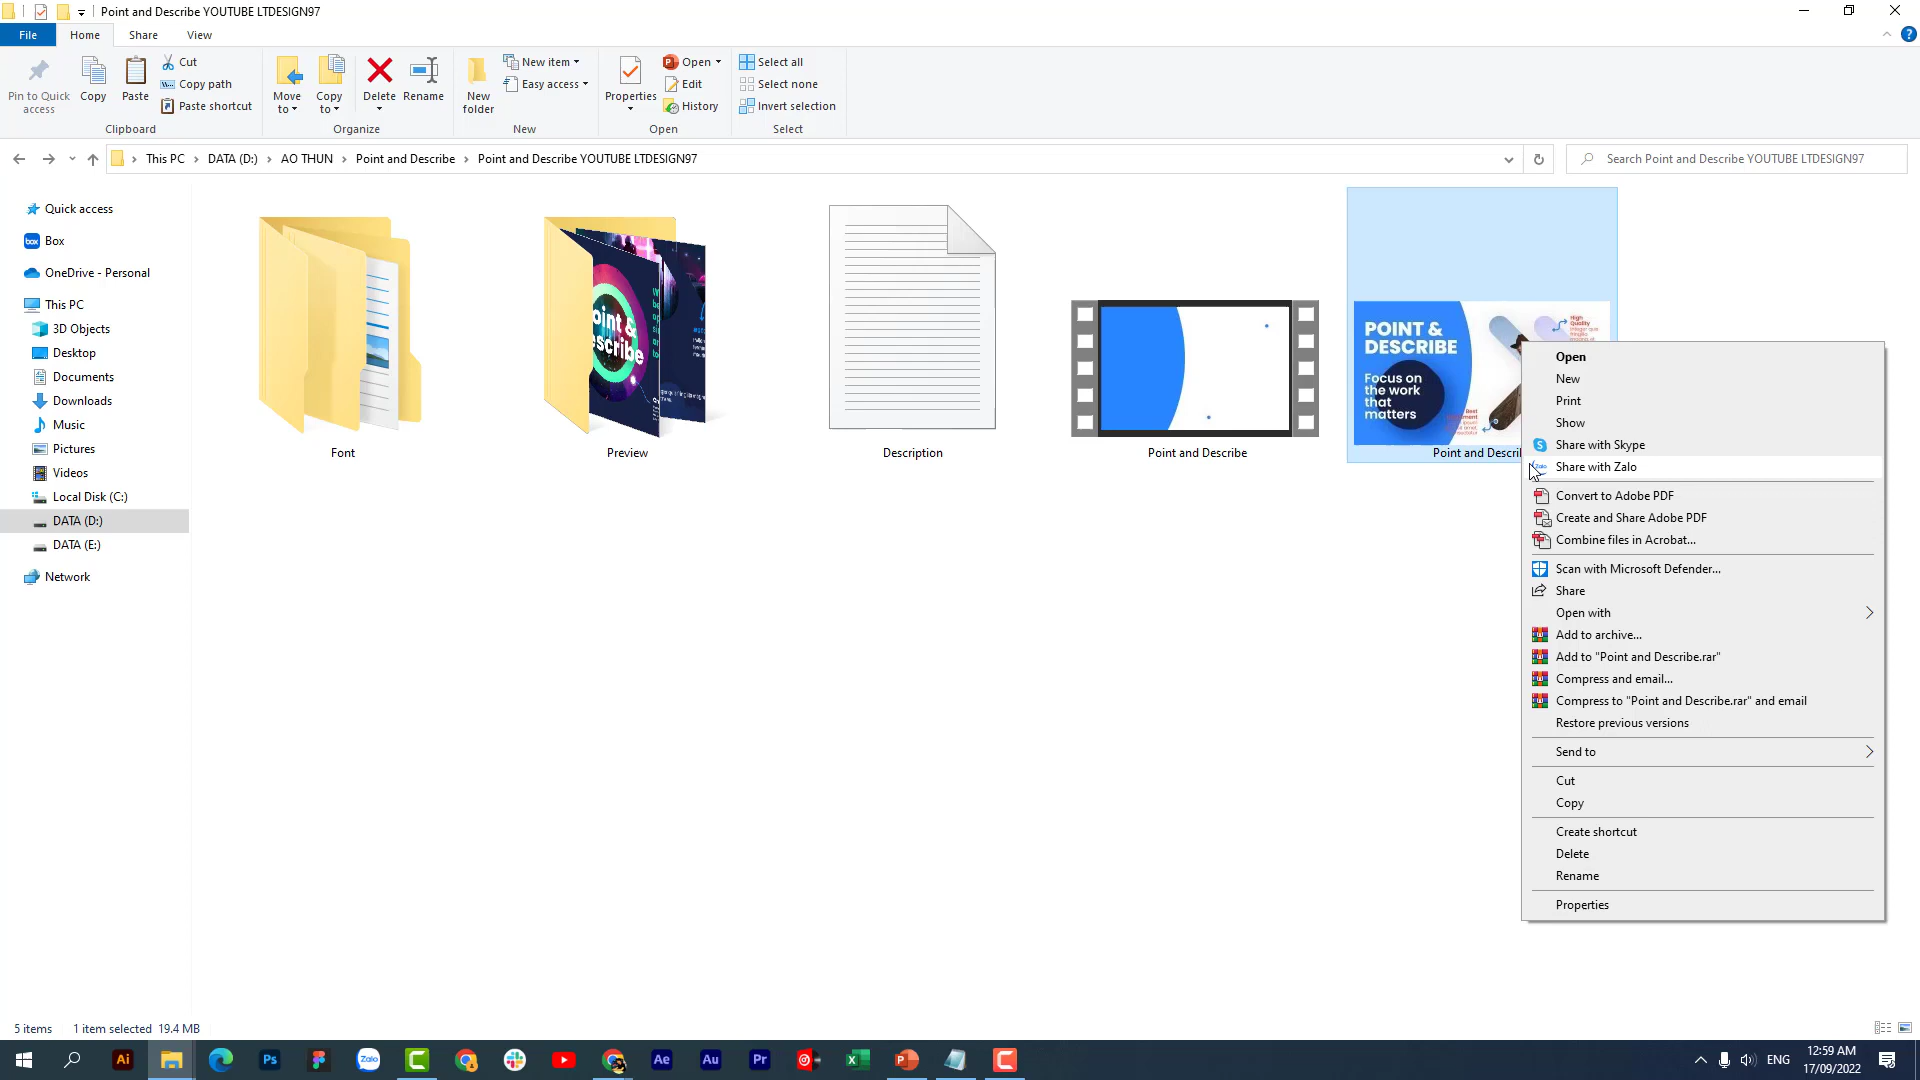 Point and Describe YOUTUBE LTDESIGN97
File
Home
Share
View
Pin to Quick access
Copy
Paste
Cut
Copy path
Paste shortcut
Clipboard
Move to
Copy to
Delete
Rename
Organize
New folder
New item
Easy access
New
Properties
Open
Edit
History
Open
Select all
Select none
Invert selection
Select
This PC
DATA (D:)
AO THUN
Point and Describe
Point and Describe YOUTUBE LTDESIGN97
Search Point and Describe YOUTUBE LTDESIGN97
Quick access
box
Box
OneDrive - Personal
This PC
3D Objects
Desktop
Documents
Downloads
Music
Pictures
Videos
Local Disk (C:)
DATA (D:)
DATA (E:)
Network
Font
Preview
Description
Point and Describe
POINT &
DESCRIBE
Focus on
the work
that
matters
High
Quality
Open
New
Print
Show
Share with Skype
Share with Zalo
Convert to Adobe PDF
Create and Share Adobe PDF
Combine files in Acrobat...
Scan with Microsoft Defender...
Share
Open with
Add to archive...
Add to "Point and Describe.rar"
Compress and email...
Compress to "Point and Describe.rar" and email
Restore previous versions
Send to
Cut
Copy
Create shortcut
Delete
Rename
Properties
5 items
1 item selected
19.4 MB
Ai
Ps
Zalo
Ae
Au
Pr
ENG
12:59 AM
17/09/2022